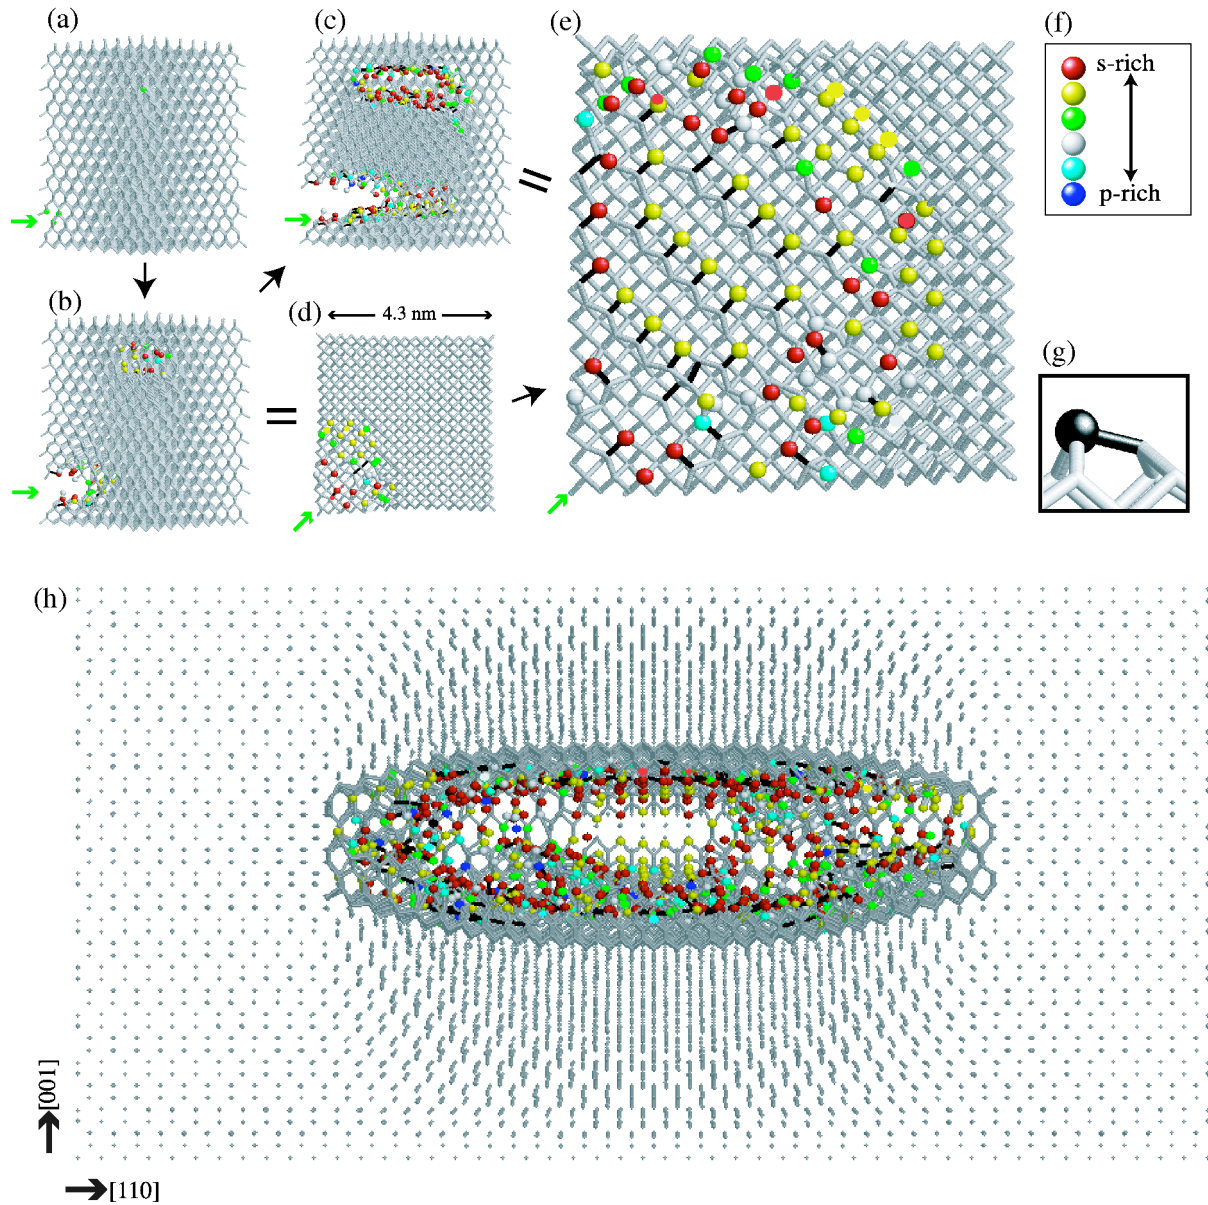 (a)
(c)
(e)
(f)
s-rich
p-rich
=
(b)
(d)
4.3 nm
=
(g)
(h)
[001]
[110]